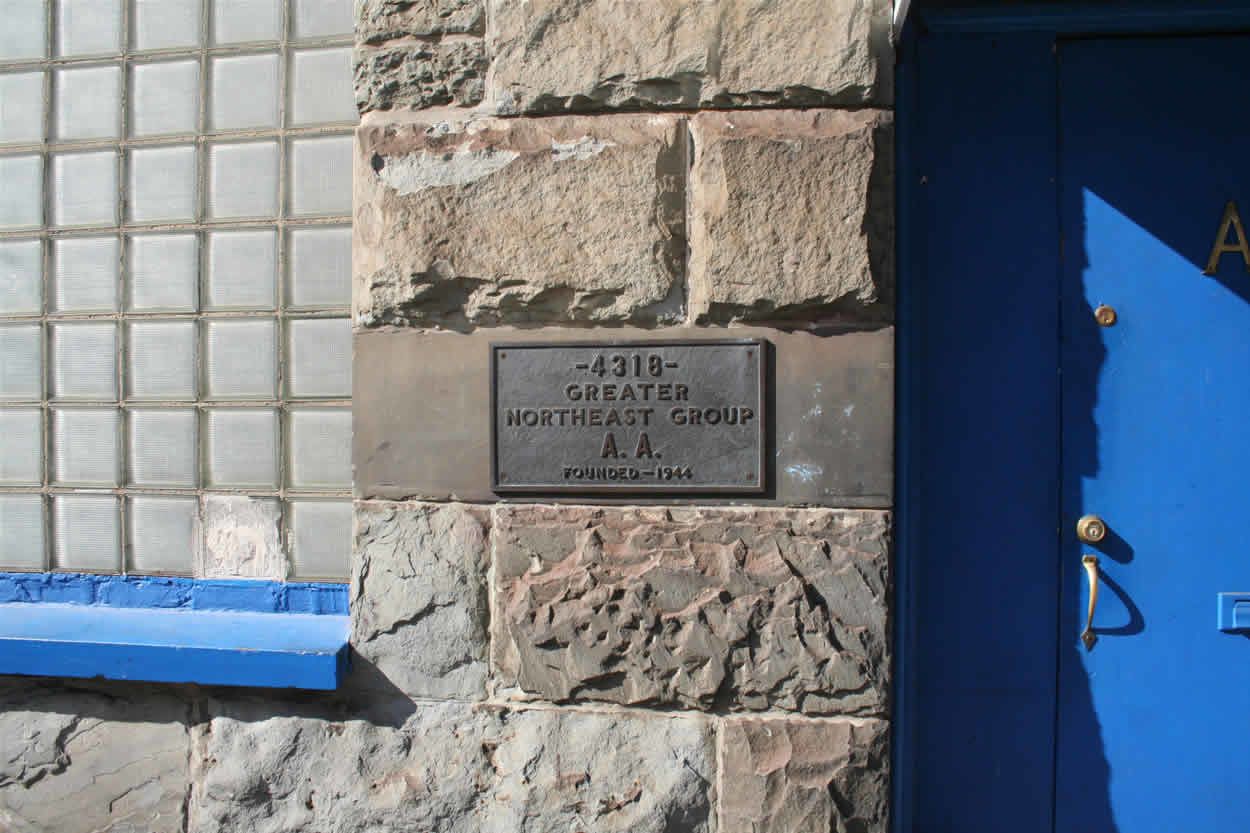 -4318-
GREATER
NORTHEAST GROUP
A.A.
FOUNDED-1944
A